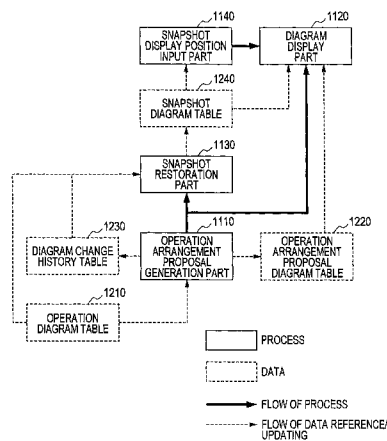 1140
SNAPSHOT
DISPLAY POSITION
INPUT PART
1120
DIAGRAM
DISPLAY
PART
1240
SNAPSHOT
DIAGRAM TABLE
1130
SNAPSHOT
RESTORATION
PART
1230
DIAGRAM CHANGE
HISTORY TABLE
1110
OPERATION
ARRANGEMENT
PROPOSAL
GENERATION PART
1220
OPERATION
ARRANGEMENT
PROPOSAL
DIAGRAM TABLE
1210
OPERATION
DIAGRAM TABLE
PROCESS
DATA
FLOW OF PROCESS
FLOW OF DATA REFERENCE/
UPDATING